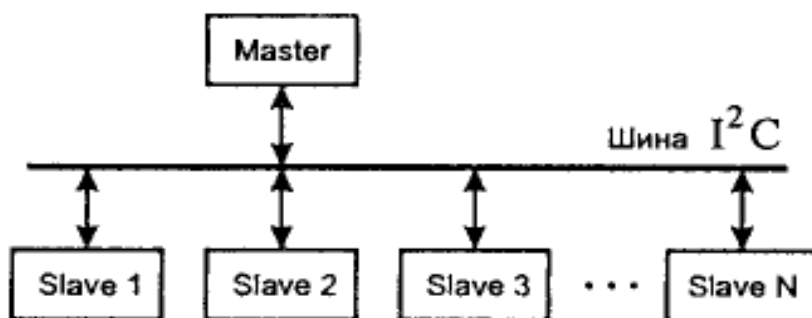 Master
Шина I²C
Slave 1 Slave 2 Slave 3 ··· Slave N